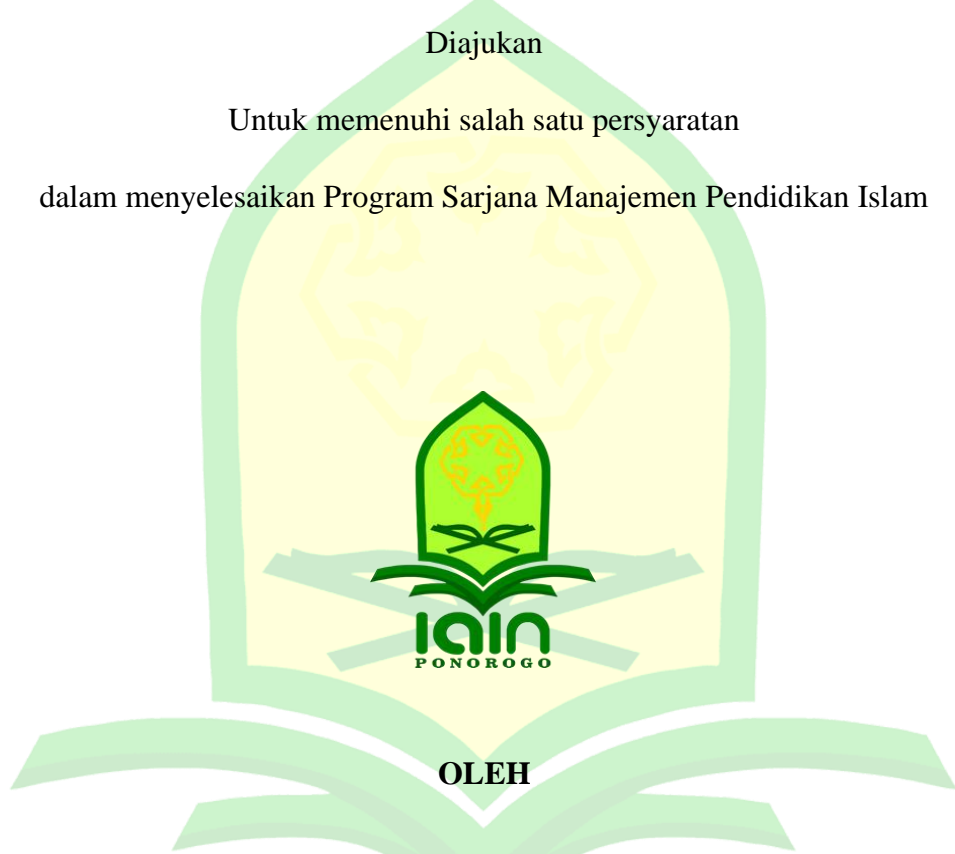 Diajukan
Untuk memenuhi salah satu persyaratan
dalam menyelesaikan Program Sarjana Manajemen Pendidikan Islam
IAIN
PONOROGO
OLEH